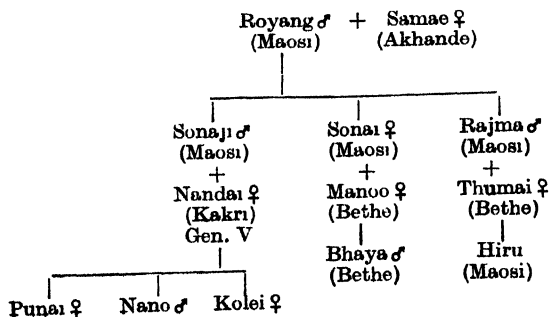 Royang♂ + Samae ♀
(Maosi) (Akhande)
Sonaji♂ Sonai ♀ Rajma♂
(Maosi) (Maosi) (Maosi)
+ + +
Nandai ♀ Manoo ♀ Thumai ♀
(Kakri) (Bethe) (Bethe)
Gen. V
Bhaya♂ Hiru
(Bethe) (Maosi)
Punai ♀ Nano♂ Kolei ♀